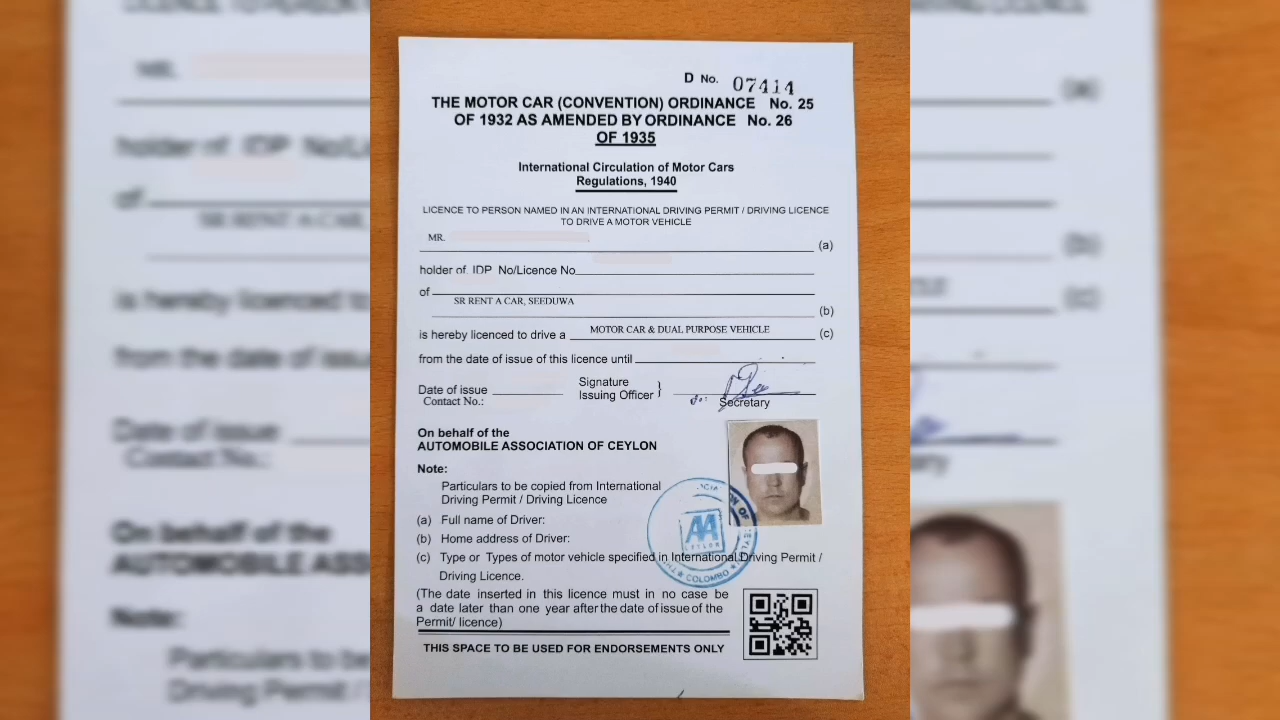 D No. 07414
THE MOTOR CAR (CONVENTION) ORDINANCE No. 25
OF 1932 AS AMENDED BY ORDINANCE No. 26
OF 1935
International Circulation of Motor Cars
Regulations, 1940
LICENCE TO PERSON NAMED IN AN INTERNATIONAL DRIVING PERMIT / DRIVING LICENCE
TO DRIVE A MOTOR VEHICLE
MR.
(a)
holder of IDP No/Licence No
of
SR RENT A CAR, SEEDUWA
(b)
is hereby licenced to drive a MOTOR CAR & DUAL PURPOSE VEHICLE (c)
from the date of issue of this licence until
Date of issue
Contact No.:
Signature
Issuing Officer }
Secretary
On behalf of the
AUTOMOBILE ASSOCIATION OF CEYLON
Note:
Particulars to be copied from International
Driving Permit / Driving Licence
(a) Full name of Driver:
(b) Home address of Driver:
(c) Type or Types of motor vehicle specified in International Driving Permit /
Driving Licence.
AA
CEYLON
COLOMBO
(The date inserted in this licence must in no case be
a date later than one year after the date of issue of the
Permit/ licence)
THIS SPACE TO BE USED FOR ENDORSEMENTS ONLY